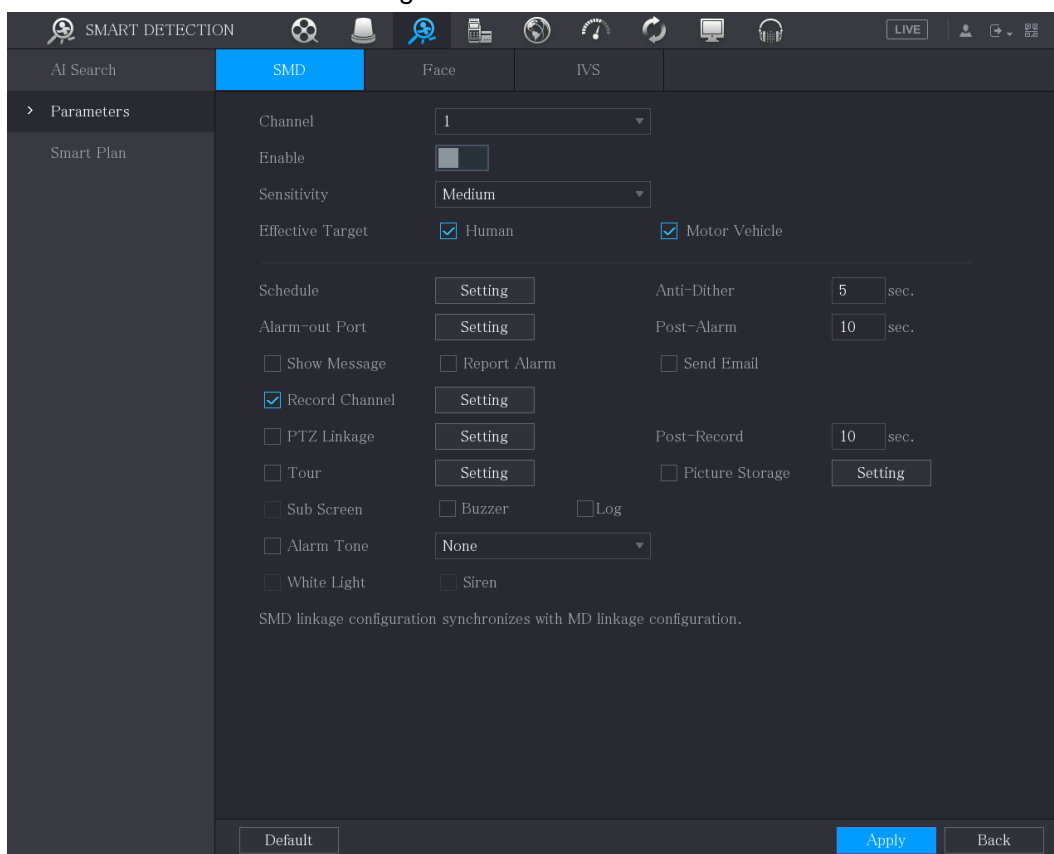 SMART DETECTION
LIVE
AI Search
SMD Face IVS
Parameters
Channel 1
Smart Plan
Enable
Sensitivity Medium
Effective Target Human Motor Vehicle
Schedule Setting Anti-Dither 5 sec.
Alarm-out Port Setting Post-Alarm 10 sec.
Show Message Report Alarm Send Email
Record Channel Setting
PTZ Linkage Setting Post-Record 10 sec.
Tour Setting Picture Storage Setting
Sub Screen Buzzer Log
Alarm Tone None
White Light Siren
SMD linkage configuration synchronizes with MD linkage configuration.
Default Apply Back